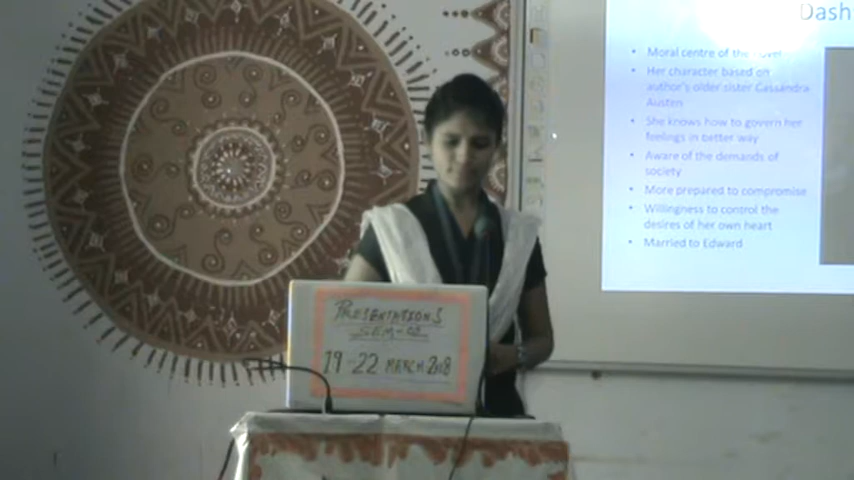 Dash
• Moral centre of the novel
• Her character based on
author's older sister Cassandra
Austen
• She knows how to govern her
feelings in better way
• Aware of the demands of
society
• More prepared to compromise
• Willingness to control the
desires of her own heart
• Married to Edward
PRESENTATIONS
SEM-02
19-22 MARCH-2018